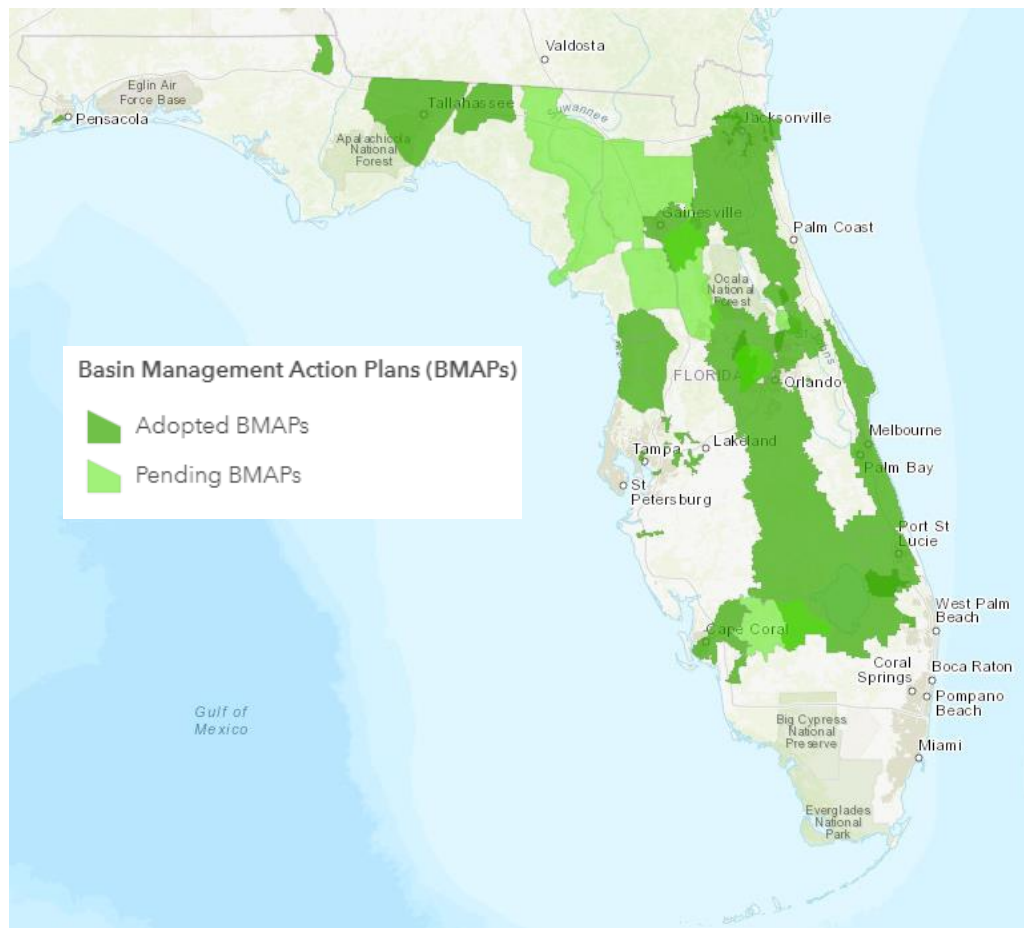 Valdosta
Eglin Air
Force Base
Pensacola
Tallahassee
Suwannee
Jacksonville
Apalachicola
National
Forest
Gainesville
Palm Coast
Ocala
National
Forest
Basin Management Action Plans (BMAPs)
Adopted BMAPs
Pending BMAPs
FLORIDA
Orlando
Melbourne
Lakeland
Tampa
Palm Bay
St
Petersburg
Port St
Lucie
West Palm
Beach
Cape Coral
Coral
Springs
Boca Raton
Pompano
Beach
Gulf of
Mexico
Big Cypress
National
Preserve
Miami
Everglades
National
Park